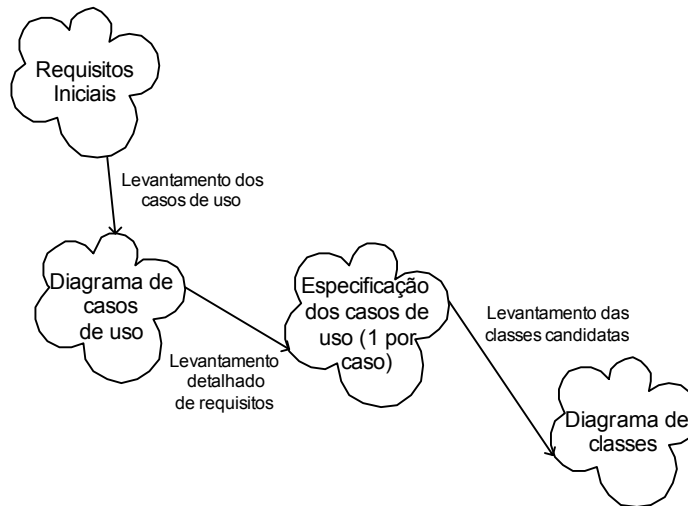 Requisitos
Iniciais
Levantamento dos
casos de uso
Diagrama de
casos
de uso
Levantamento
detalhado
de requisitos
Especificação
dos casos de
uso (1 por
caso)
Levantamento das
classes candidatas
Diagrama de
classes